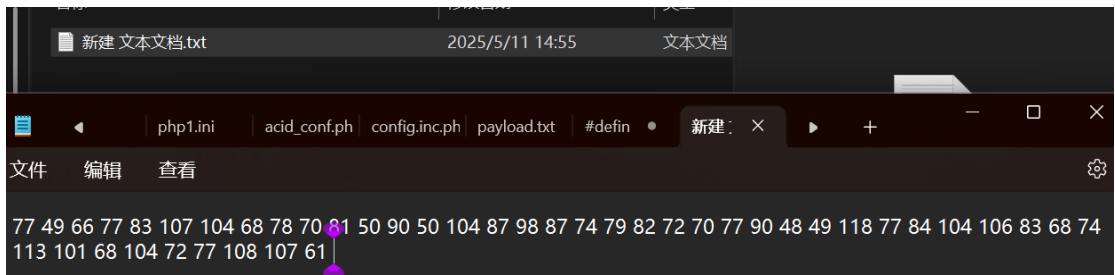 新建 文本文档.txt 2025/5/11 14:55 文本文档
php1.ini acid_conf.ph config.inc.ph payload.txt #defin 新建
文件 编辑 查看
77 49 66 77 83 107 104 68 78 70 81 50 90 50 104 87 98 87 74 79 82 72 70 77 90 48 49 118 77 84 104 106 83 68 74
113 101 68 104 72 77 108 107 61